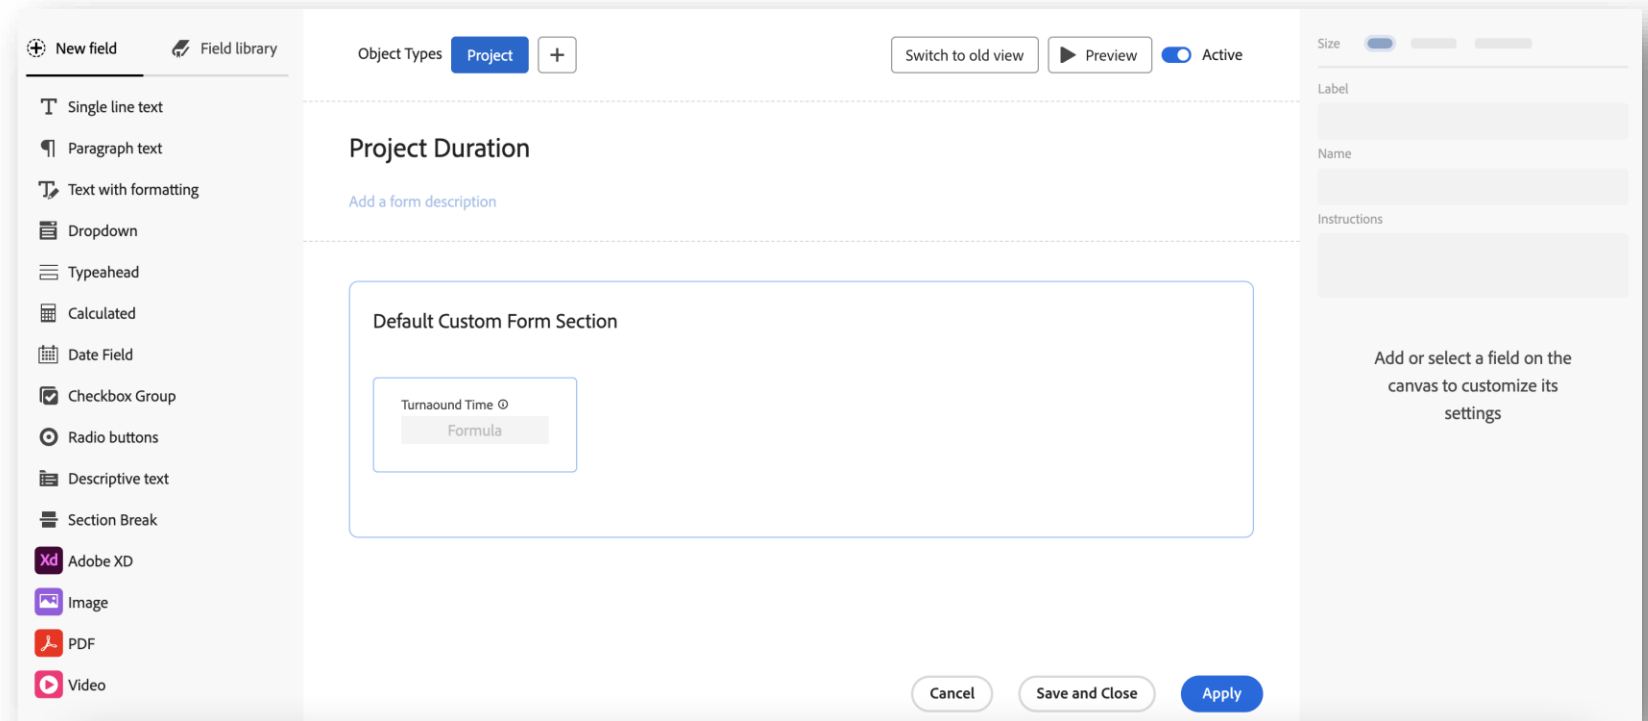 New field
Field library
Single line text
Paragraph text
Text with formatting
Dropdown
Typeahead
Calculated
Date Field
Checkbox Group
Radio buttons
Descriptive text
Section Break
Xd Adobe XD
Image
PDF
Video
Object Types Project +
Switch to old view
Preview
Active
Project Duration
Add a form description
Default Custom Form Section
Turnaound Time
Formula
Cancel
Save and Close
Apply
Size
Label
Name
Instructions
Add or select a field on the
canvas to customize its
settings